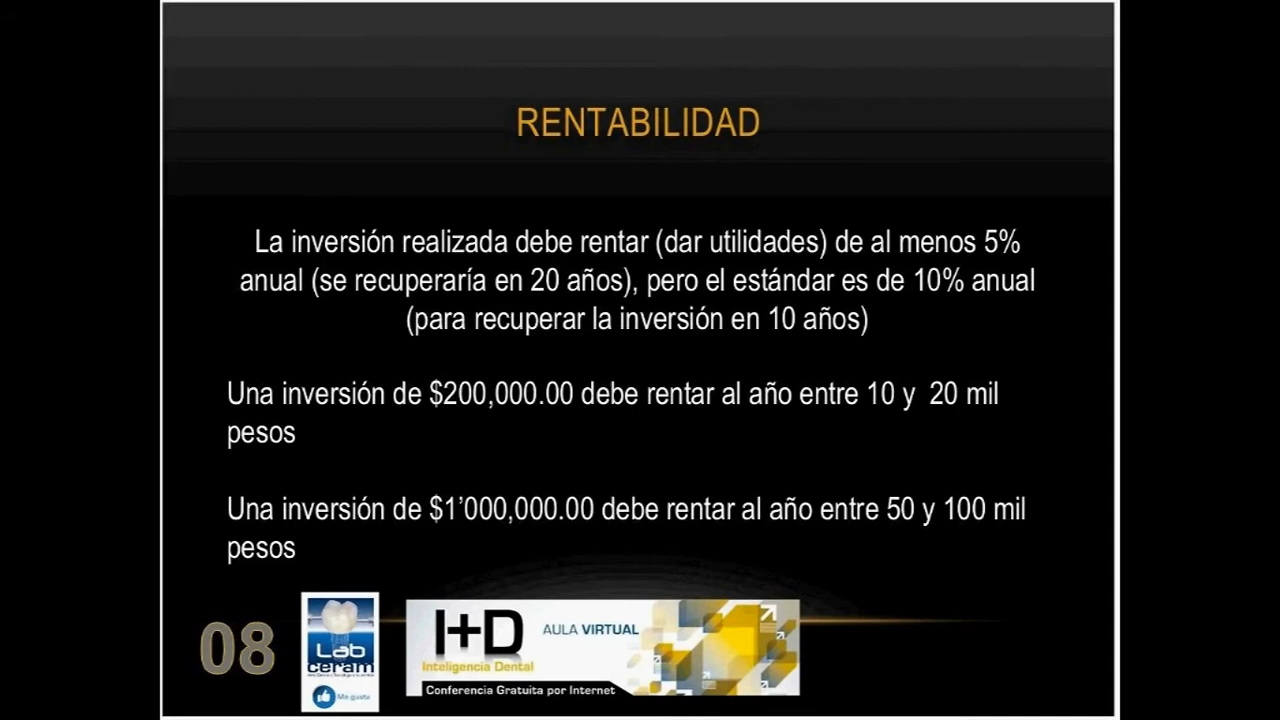 RENTABILIDAD
La inversión realizada debe rentar (dar utilidades) de al menos 5%
anual (se recuperaría en 20 años), pero el estándar es de 10% anual
(para recuperar la inversión en 10 años)
Una inversión de $200,000.00 debe rentar al año entre 10 y  20 mil
pesos
Una inversión de $1’000,000.00 debe rentar al año entre 50 y 100 mil
pesos
08
Lab
ceram
Me gusta
I+D
AULA VIRTUAL
Inteligencia Dental
Conferencia Gratuita por Internet